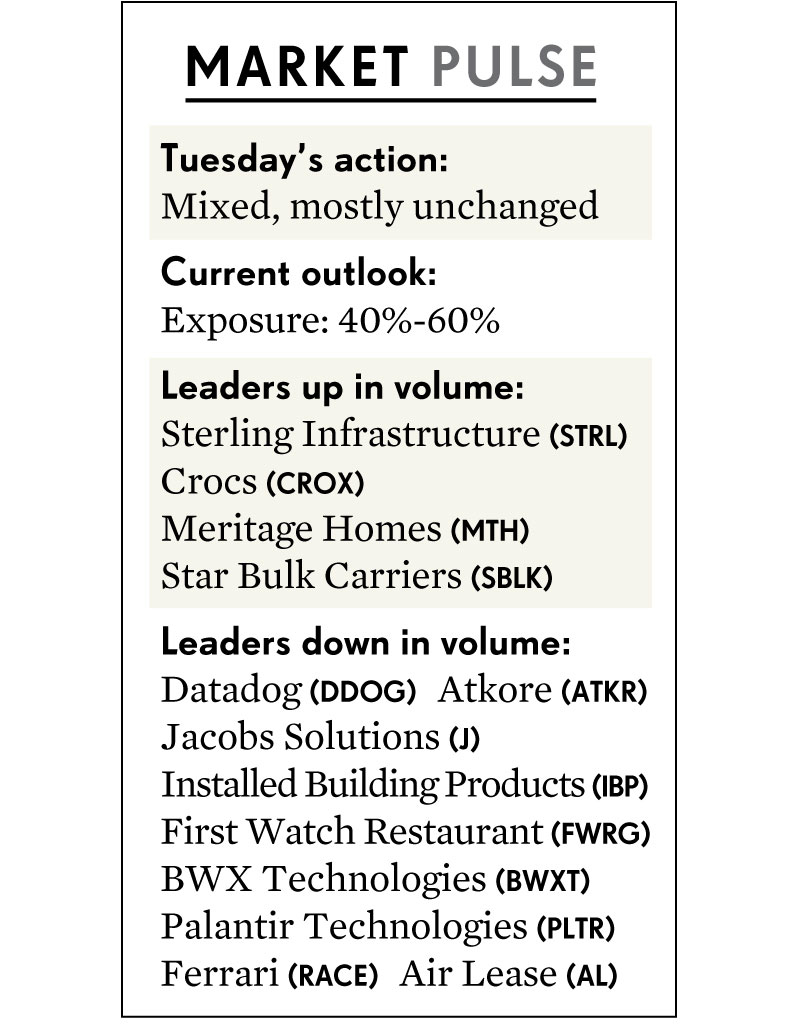 MARKET PULSE
Tuesday’s action:
Mixed, mostly unchanged
Current outlook:
Exposure: 40%-60%
Leaders up in volume:
Sterling Infrastructure (STRL)
Crocs (CROX)
Meritage Homes (MTH)
Star Bulk Carriers (SBLK)
Leaders down in volume:
Datadog (DDOG) Atkore (ATKR)
Jacobs Solutions (J)
Installed Building Products (IBP)
First Watch Restaurant (FWRG)
BWX Technologies (BWXT)
Palantir Technologies (PLTR)
Ferrari (RACE) Air Lease (AL)